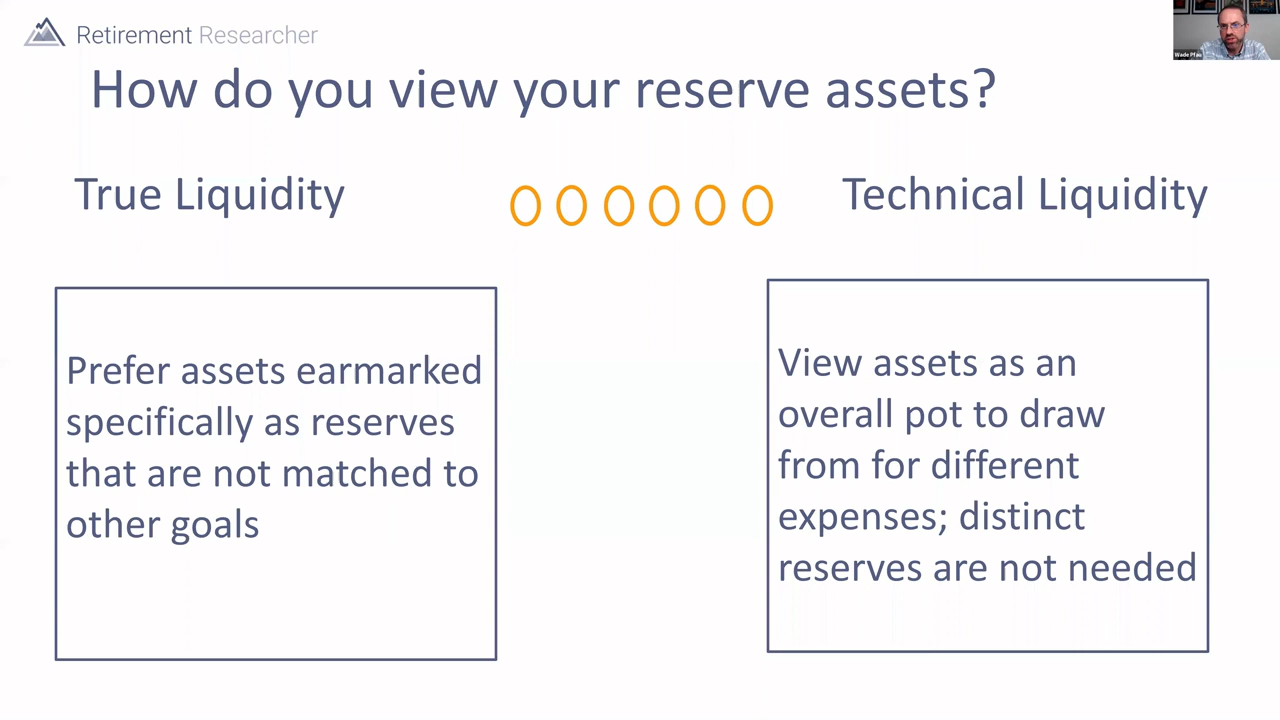 Retirement Researcher
Wade Pfau
How do you view your reserve assets?
True Liquidity
Technical Liquidity
Prefer assets earmarked
specifically as reserves
that are not matched to
other goals
View assets as an
overall pot to draw
from for different
expenses; distinct
reserves are not needed